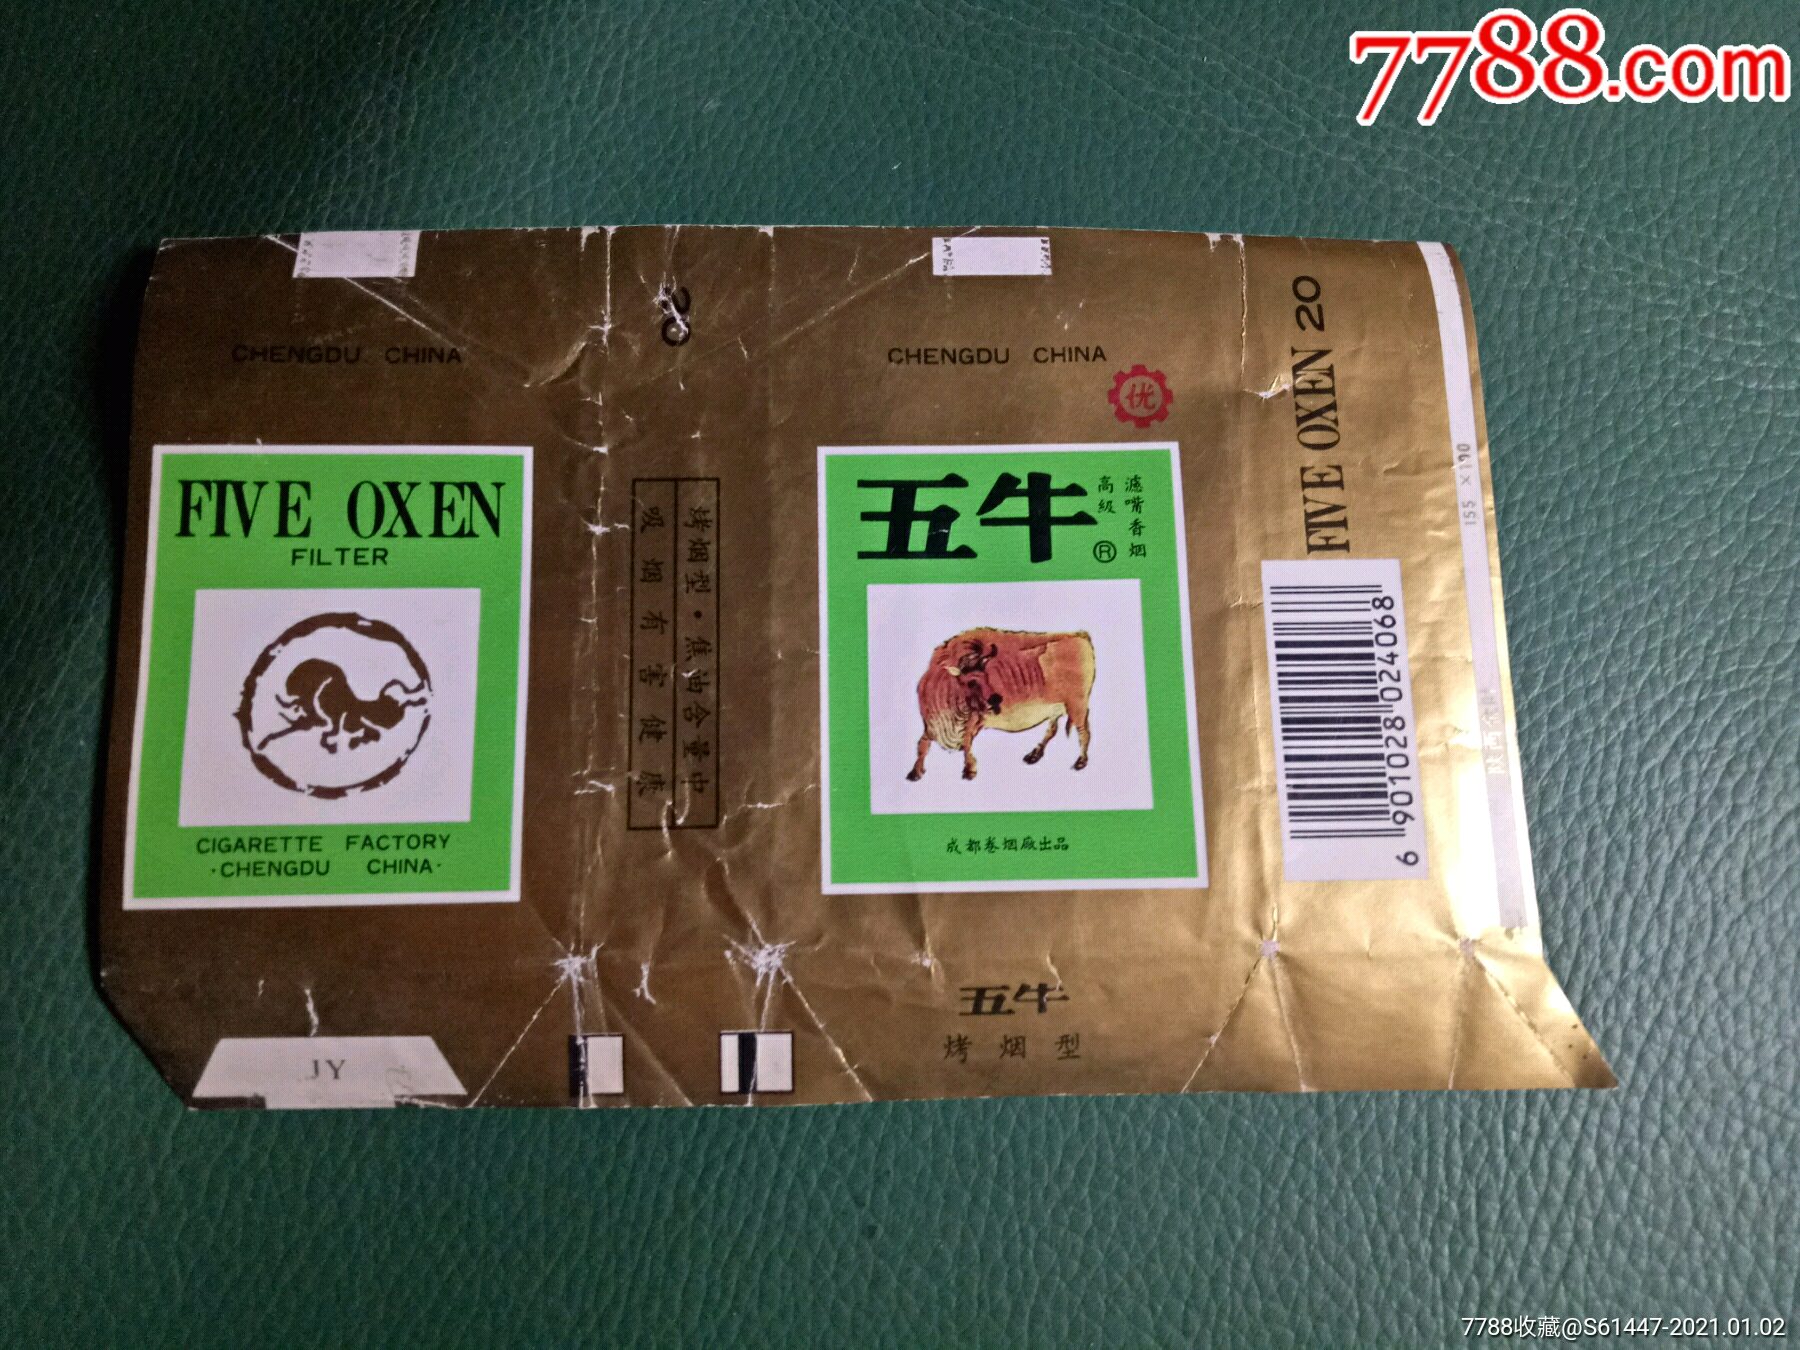 7788.com
CHENGDU CHINA
FIVE OXEN
FILTER
CIGARETTE FACTORY
·CHENGDU CHINA·
JY
20
烤烟型·焦油含量中
吸烟有害健康
CHENGDU CHINA
优
五牛
®
高級
濾嘴香烟
成都卷烟廠出品
五牛
烤烟型
FIVE OXEN 20
6 901028 024068
155×190
7788收藏@S61447-2021.01.02